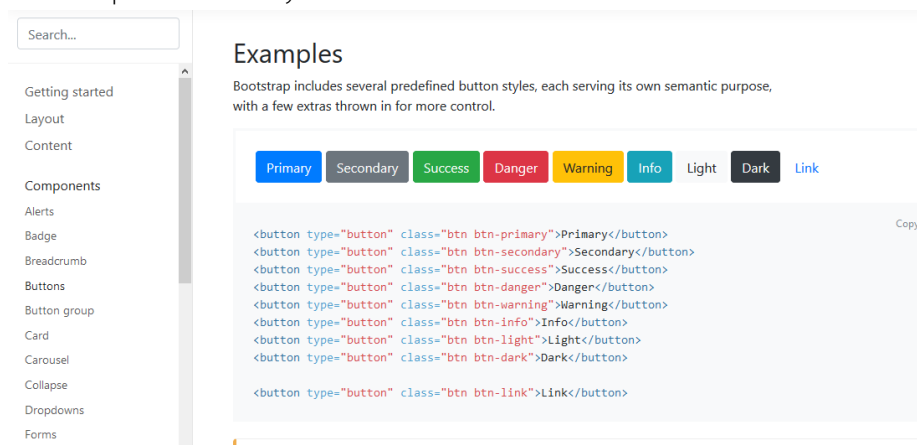 Search...
Getting started
Layout
Content
Components
Alerts
Badge
Breadcrumb
Buttons
Button group
Card
Carousel
Collapse
Dropdowns
Forms
Examples
Bootstrap includes several predefined button styles, each serving its own semantic purpose,
with a few extras thrown in for more control.
Primary Secondary Success Danger Warning Info Light Dark Link
Copy
<button type="button" class="btn btn-primary">Primary</button>
<button type="button" class="btn btn-secondary">Secondary</button>
<button type="button" class="btn btn-success">Success</button>
<button type="button" class="btn btn-danger">Danger</button>
<button type="button" class="btn btn-warning">Warning</button>
<button type="button" class="btn btn-info">Info</button>
<button type="button" class="btn btn-light">Light</button>
<button type="button" class="btn btn-dark">Dark</button>
<button type="button" class="btn btn-link">Link</button>